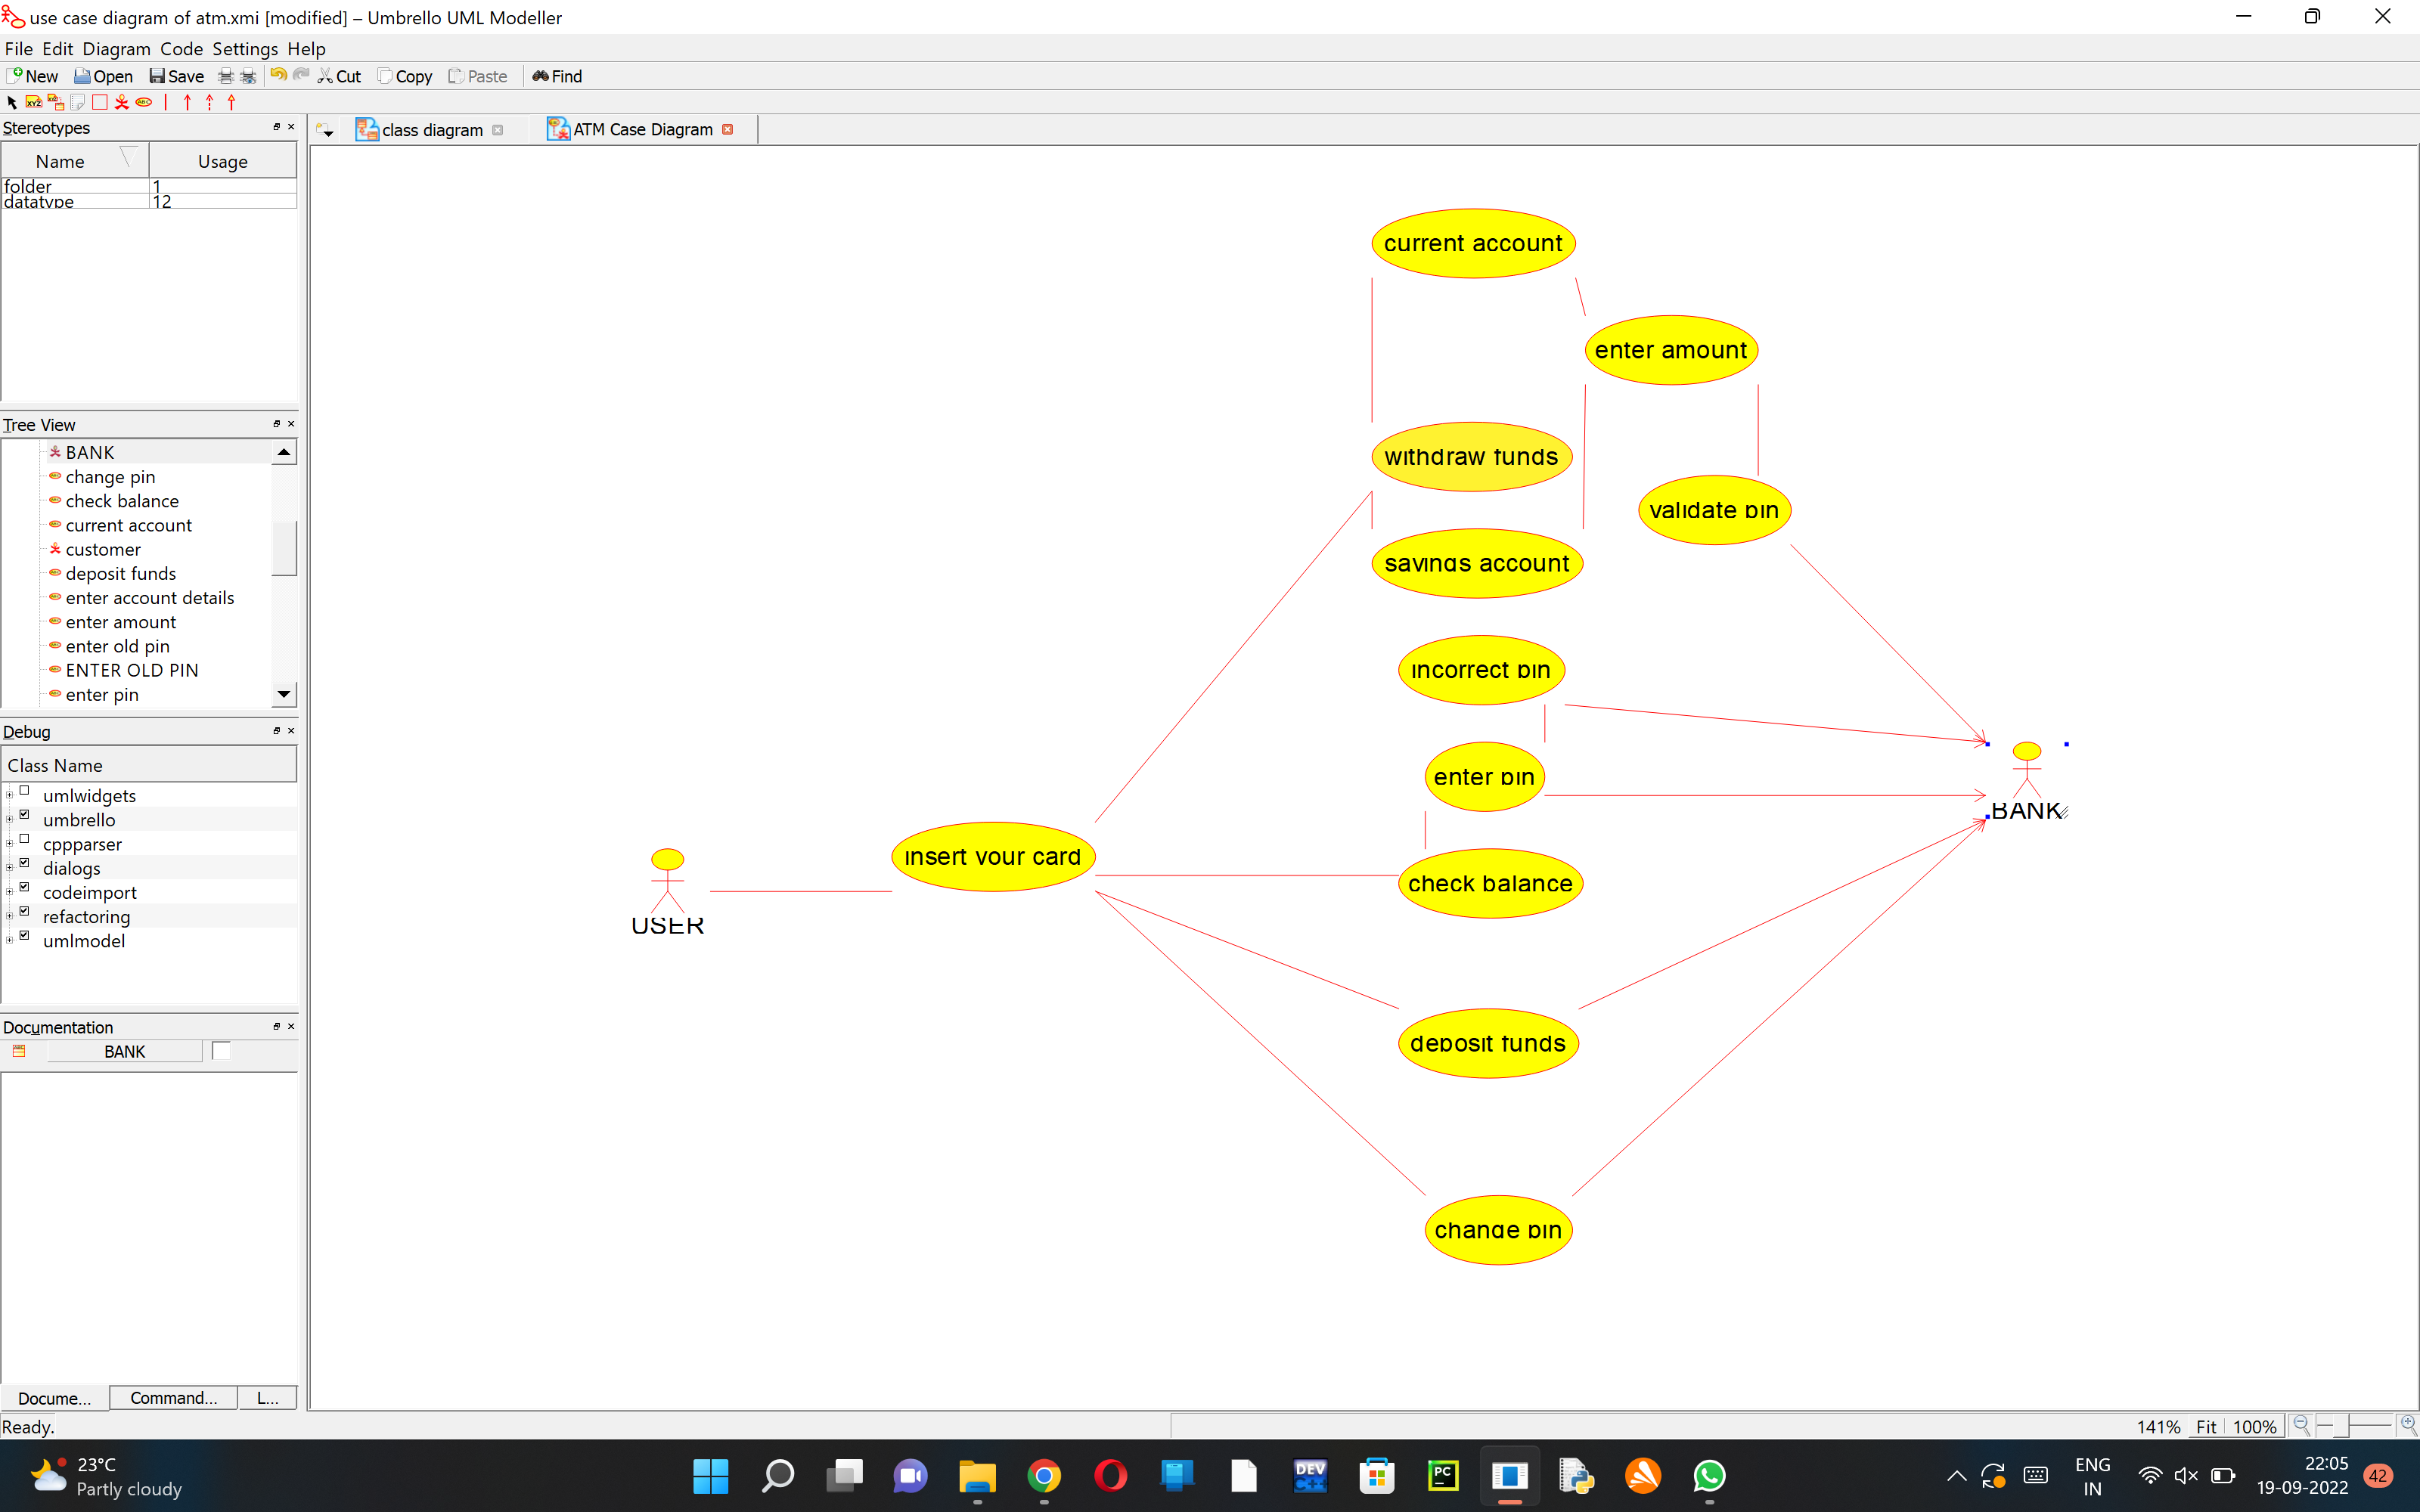 use case diagram of atm.xmi [modified] – Umbrello UML Modeller
File Edit Diagram Code Settings Help
New Open Save Cut Copy Paste Find
Stereotypes
Name Usage
folder 1
datatype 12
Tree View
BANK
change pin
check balance
current account
customer
deposit funds
enter account details
enter amount
enter old pin
ENTER OLD PIN
enter pin
Debug
Class Name
umlwidgets
umbrello
cppparser
dialogs
codeimport
refactoring
umlmodel
Documentation
BANK
Docume... Command... L...
Ready.
class diagram
ATM Case Diagram
current account
enter amount
withdraw funds
validate pin
savings account
incorrect pin
enter pin
BANK
insert your card
check balance
USER
deposit funds
change pin
141% Fit 100%
23°C
Partly cloudy
DEV
C++
PC
ENG
IN
22:05
19-09-2022
42